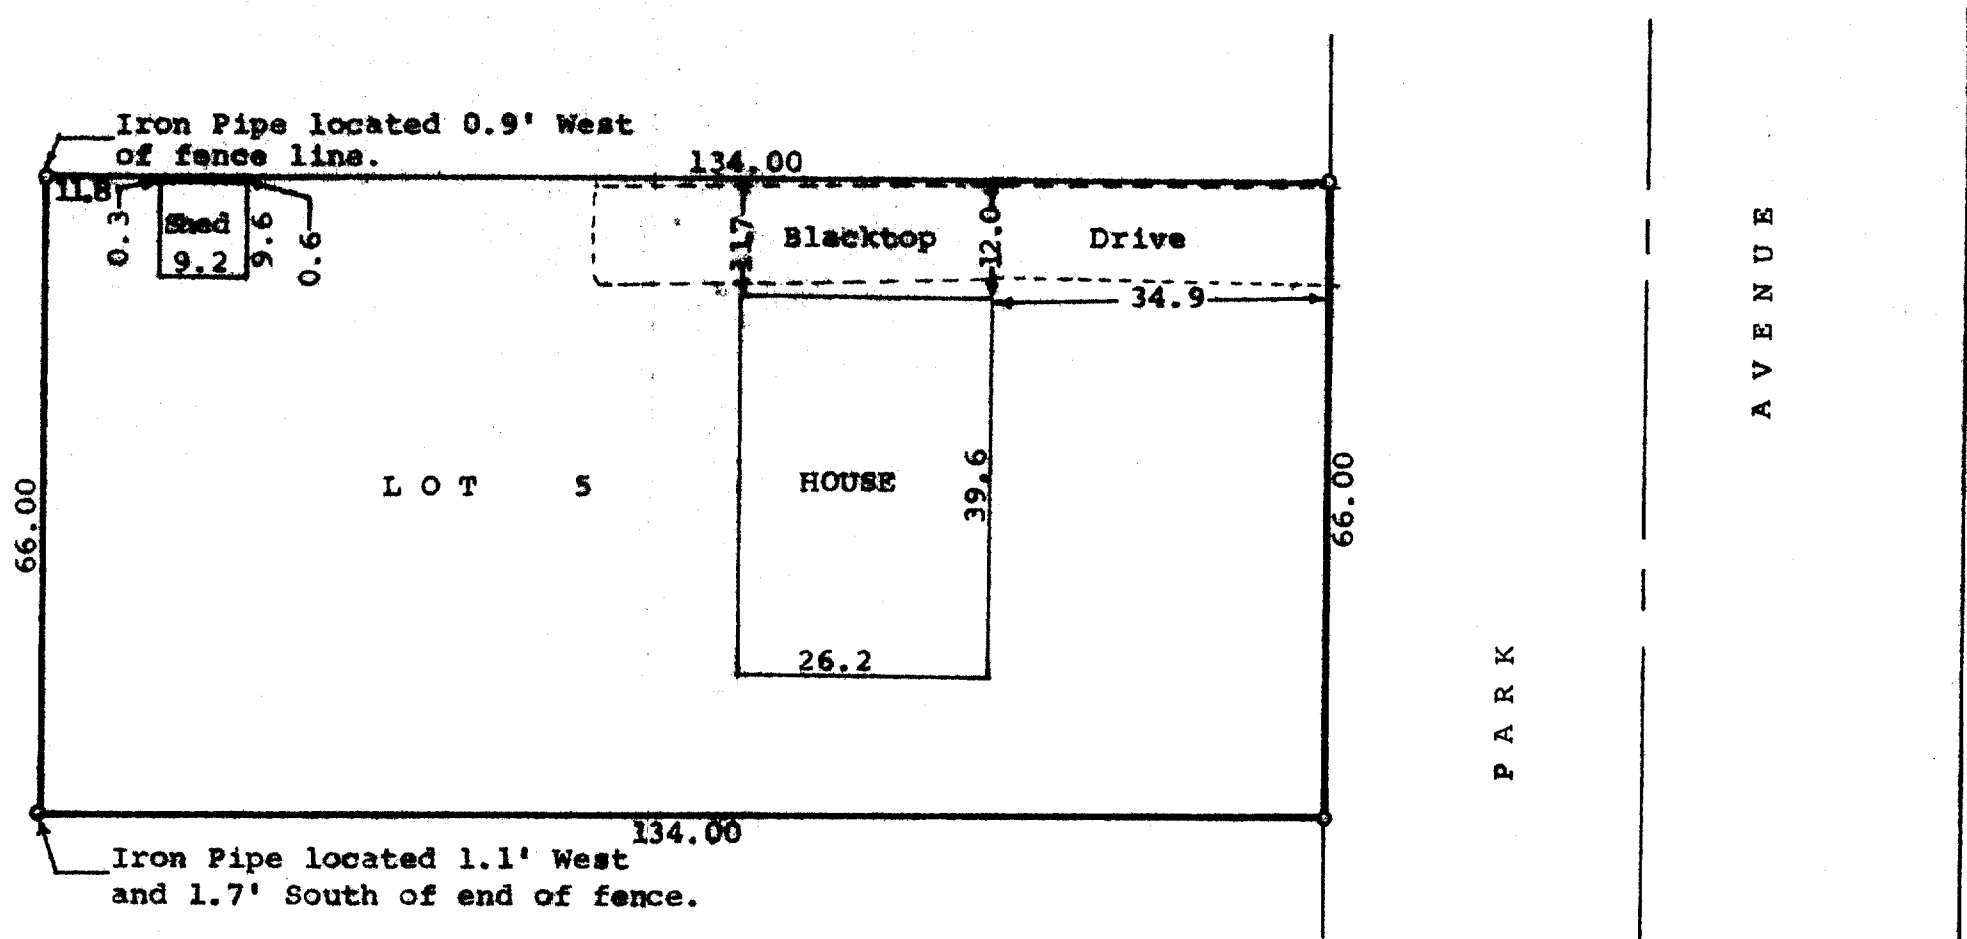 Iron Pipe located 0.9' West
of fence line.
134.00
11.8
0.3
Shed
9.2
9.6
0.6
11.7
Blacktop
12.0
Drive
34.9
LOT 5
HOUSE
39.6
26.2
66.00
66.00
134.00
Iron Pipe located 1.1' West
and 1.7' South of end of fence.
PARK
AVENUE